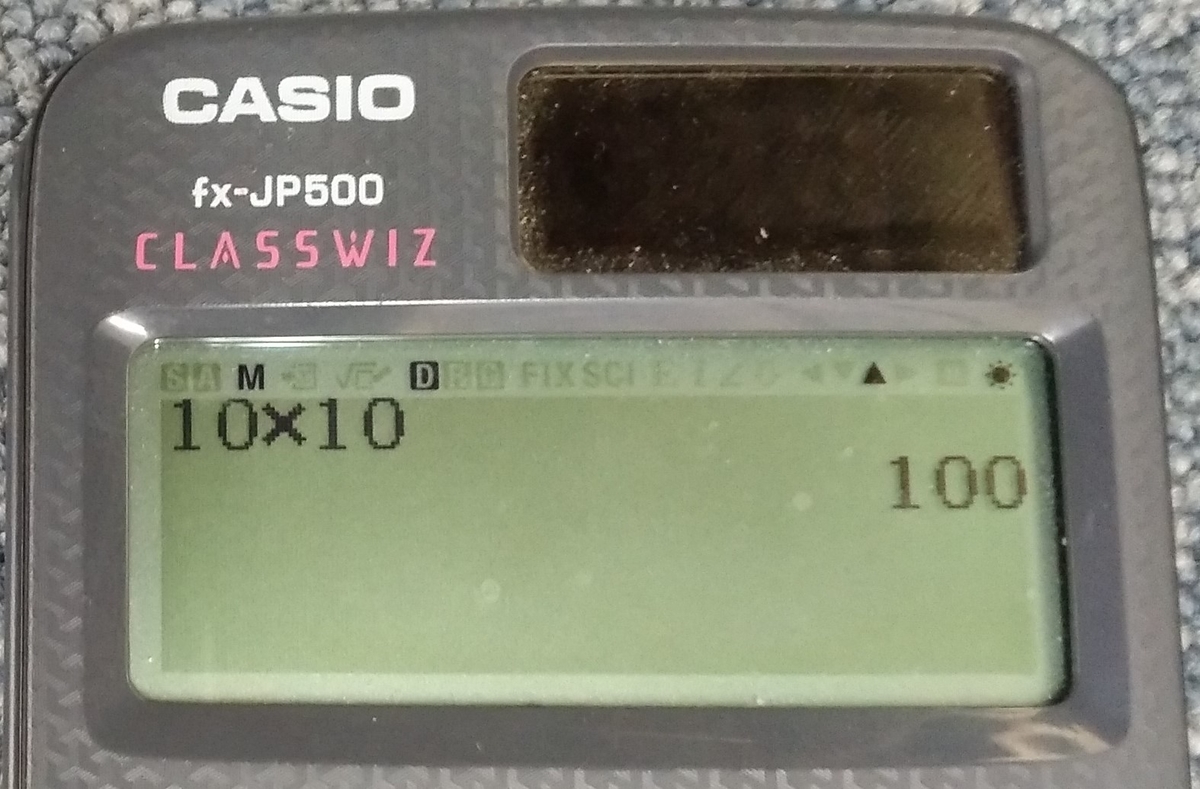 CASIO
fx-JP500
CLASSWIZ
M D FIX SCI ▲
10×10
100